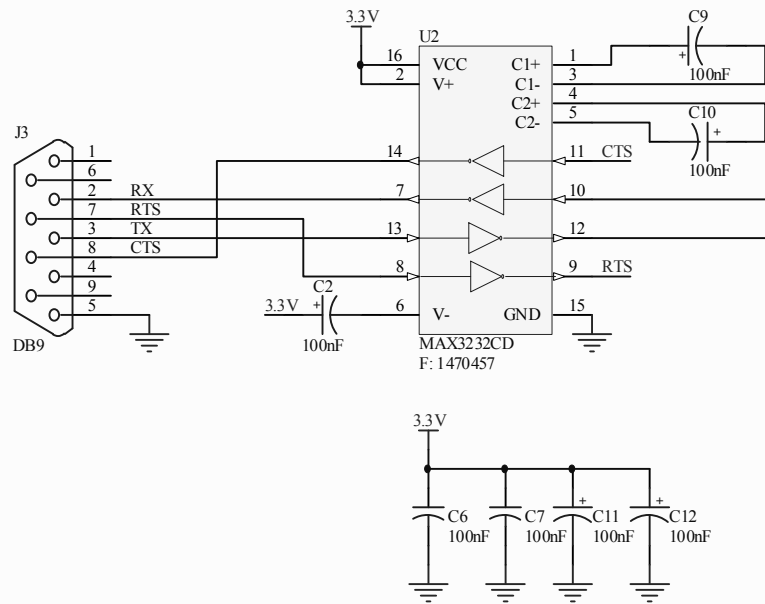 3.3V
U2
C9
16 VCC C1+ 1
+
100nF
2 V+ C1- 3
C2+ 4
C10
J3
C2- 5
+
1
14 11 CTS
100nF
6
2 RX 7 10
7 RTS
3 TX 13 12
8 CTS
4 8 9 RTS
9 C2
5 3.3V + 6 V- GND 15
100nF
DB9
MAX3232CD
F: 1470457
3.3V
+ +
C6 C7 C11 C12
100nF 100nF 100nF 100nF